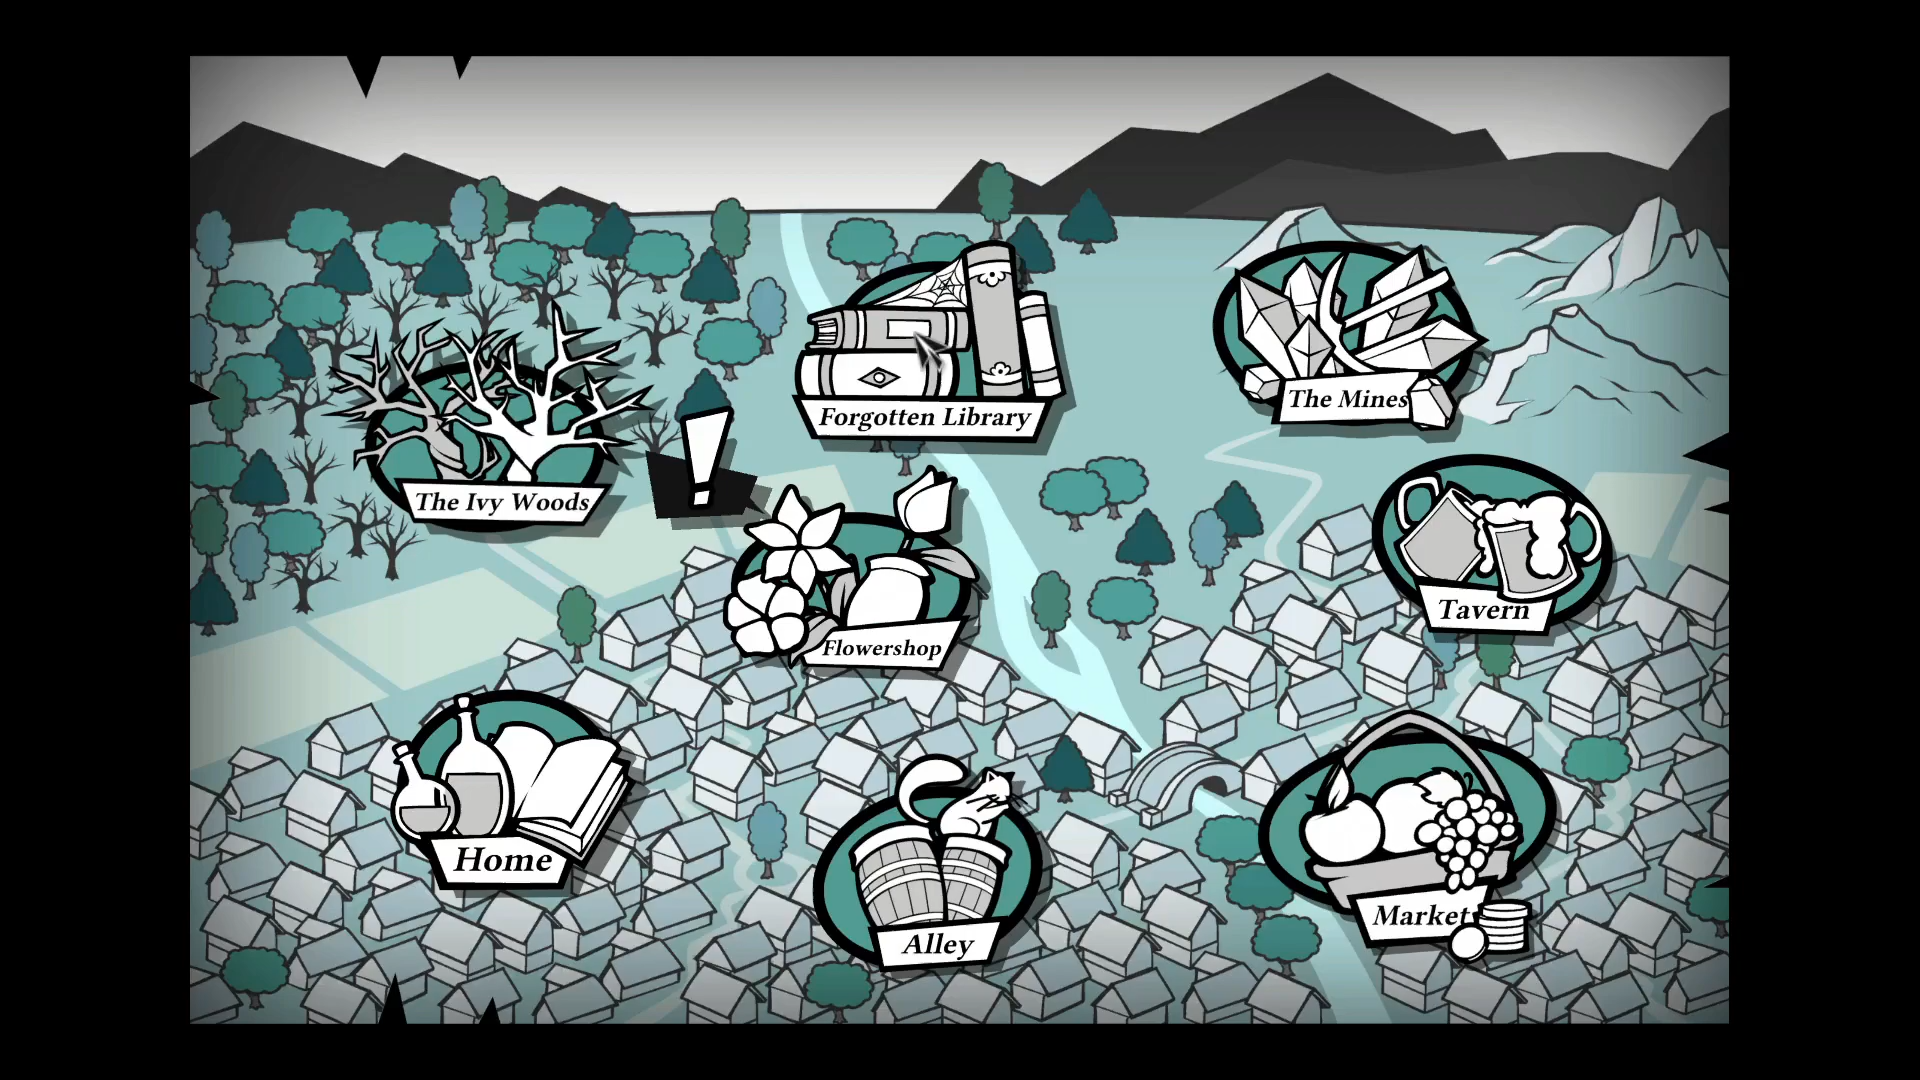 Forgotten Library
The Mines
The Ivy Woods
!
Tavern
Flowershop
Home
Market
Alley